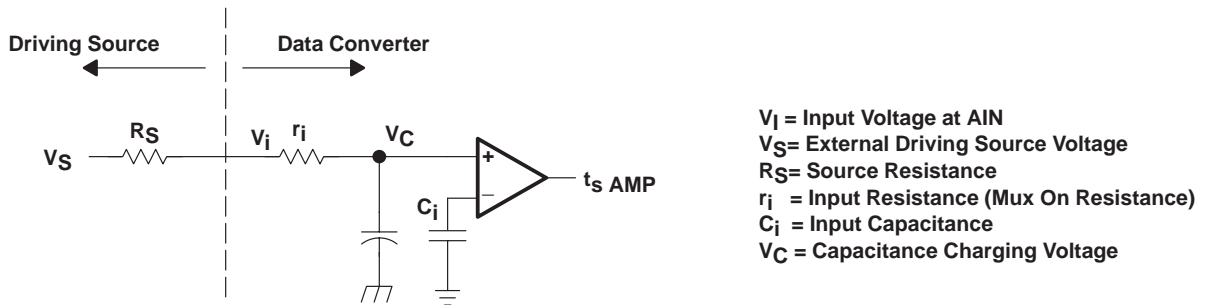 Driving Source
Data Converter
RS
Vi
ri
VC
VS
+
−
ts AMP
Ci
VI = Input Voltage at AIN
VS= External Driving Source Voltage
RS= Source Resistance
ri = Input Resistance (Mux On Resistance)
Ci = Input Capacitance
VC = Capacitance Charging Voltage